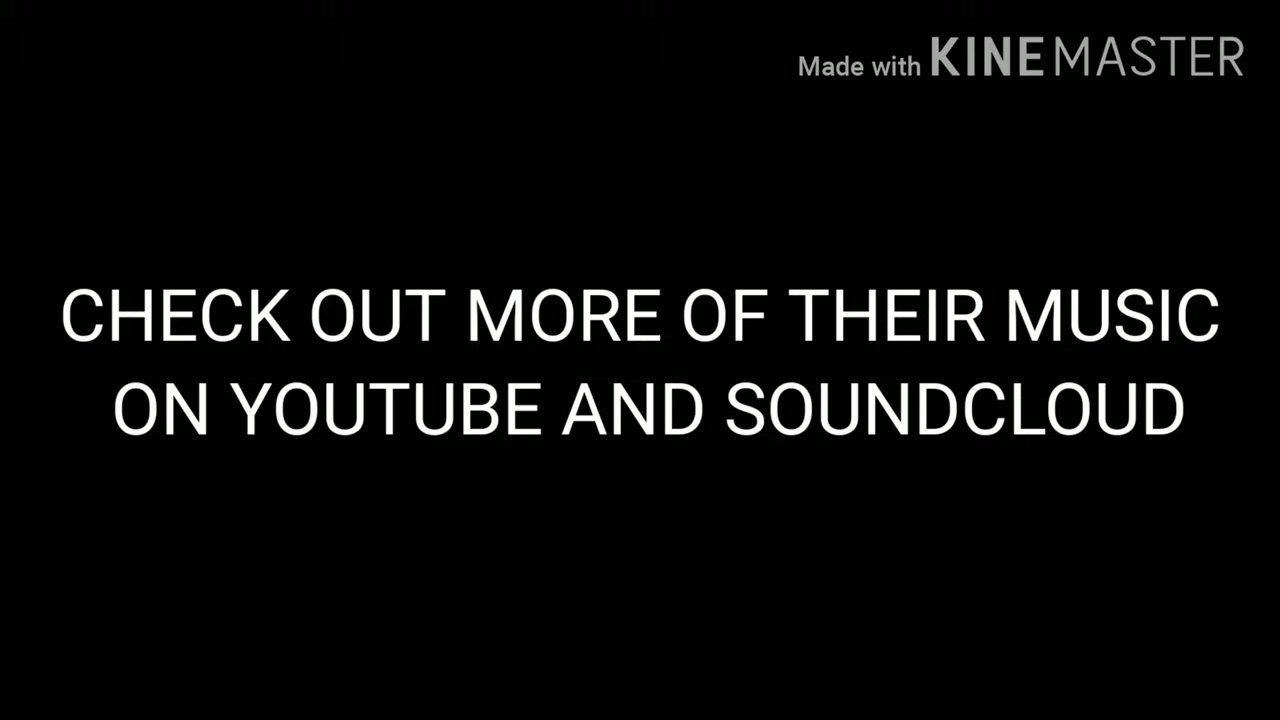 Made with KINEMASTER
CHECK OUT MORE OF THEIR MUSIC
ON YOUTUBE AND SOUNDCLOUD